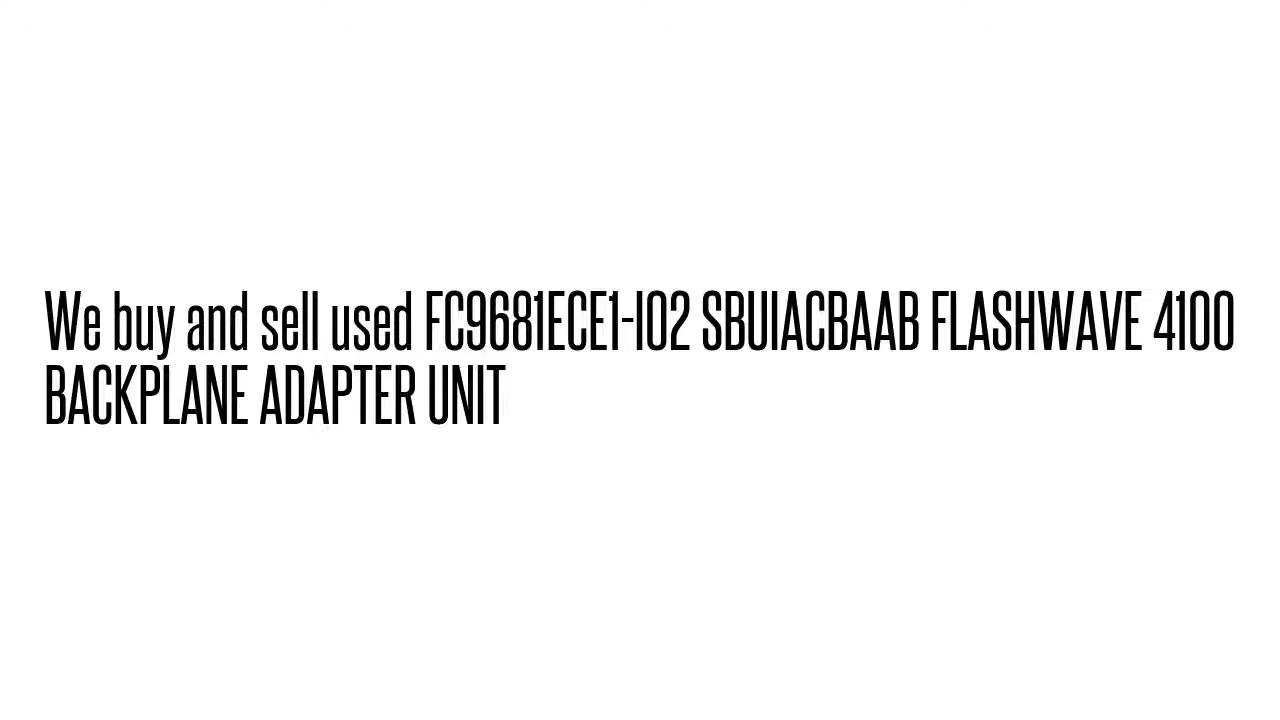 We buy and sell used FC9681ECE1-I02 SBUIACBAAB FLASHWAVE 4100
BACKPLANE ADAPTER UNIT